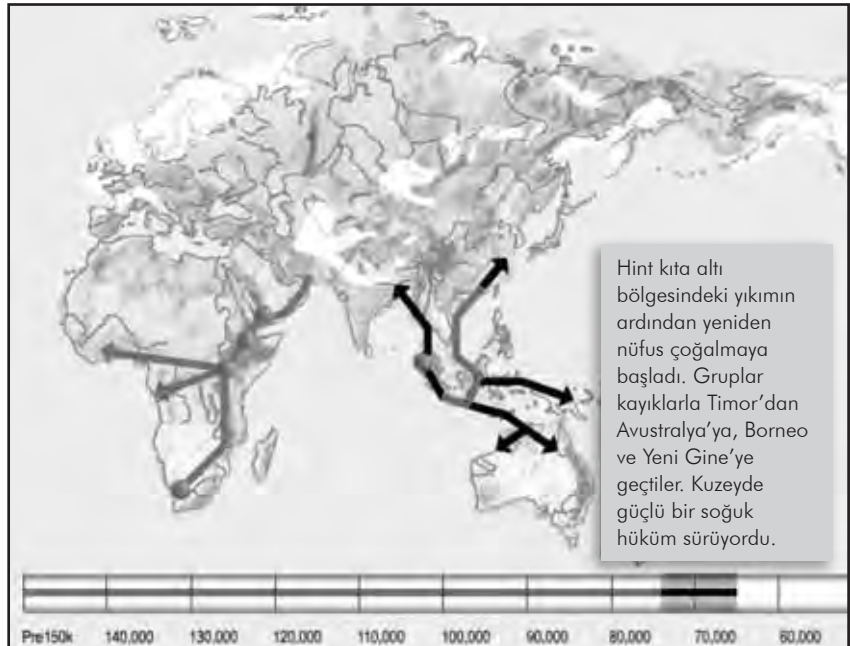 Hint kıta altı
bölgesindeki yıkımın
ardından yeniden
nüfus çoğalmaya
başladı. Gruplar
kayıklarla Timor’dan
Avustralya’ya, Borneo
ve Yeni Gine’ye
geçtiler. Kuzeyde
güçlü bir soğuk
hüküm sürüyordu.
Pre150k 140,000 130,000 120,000 110,000 100,000 90,000 80,000 70,000 60,000